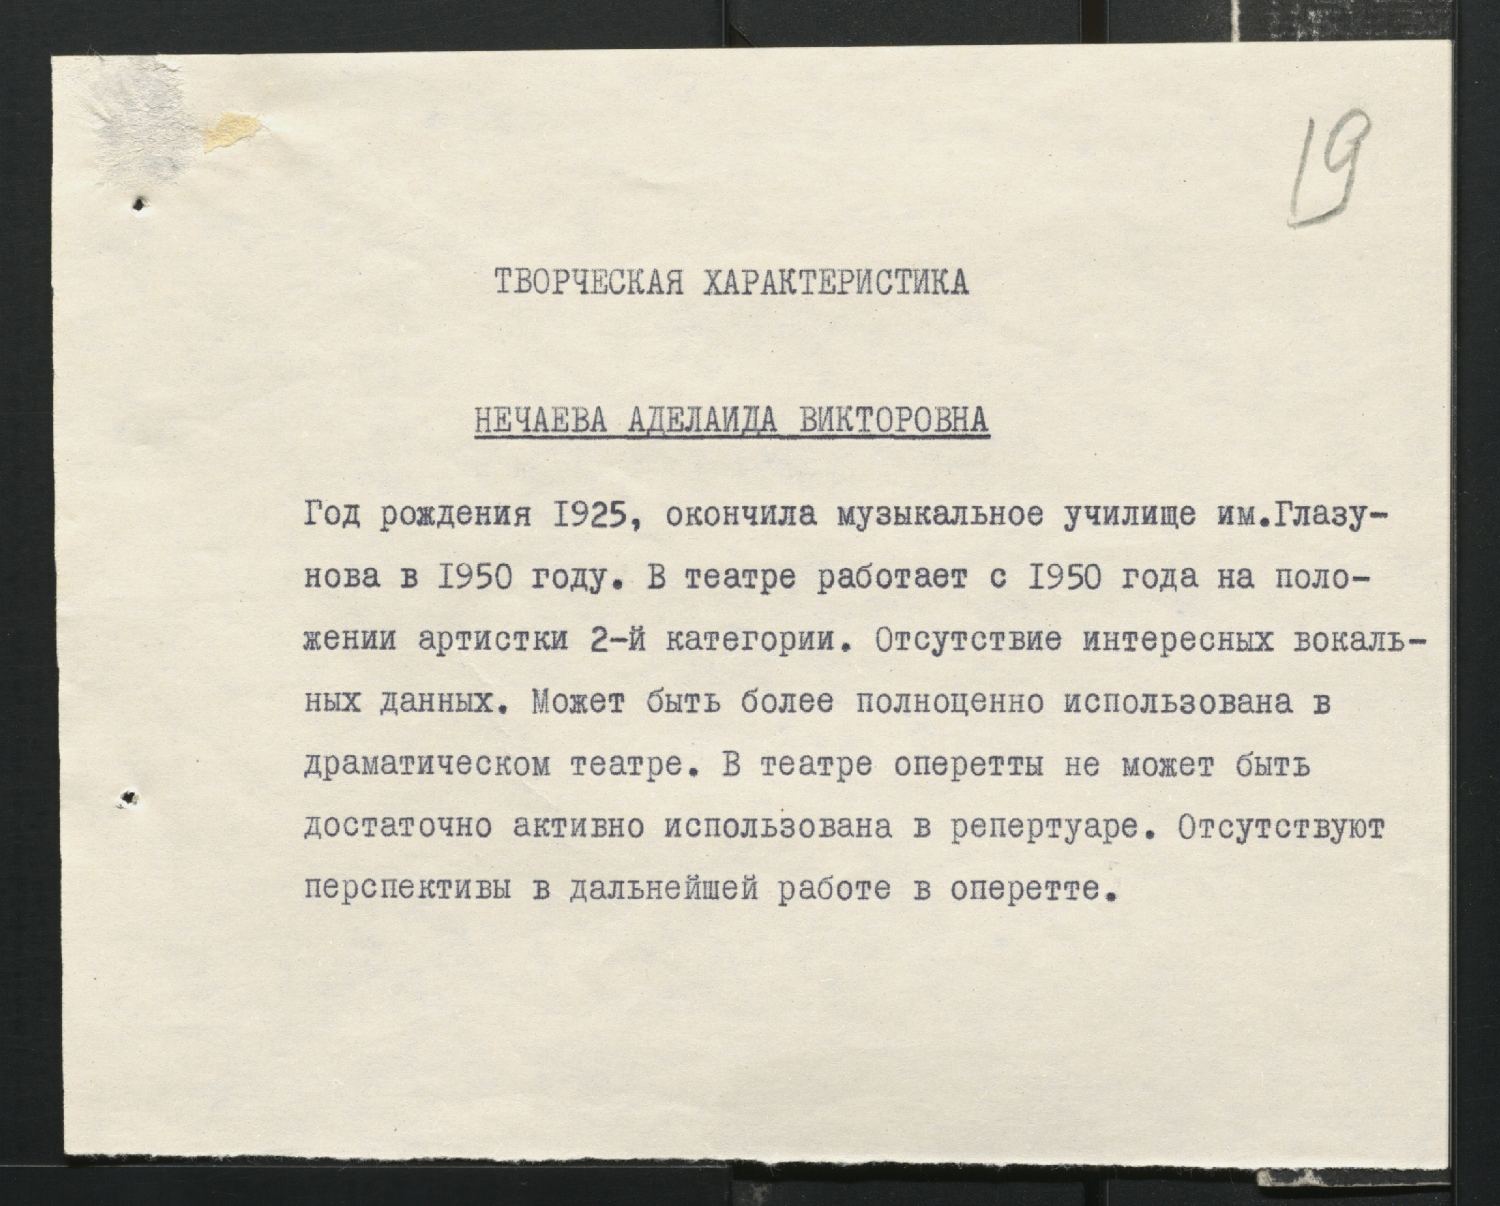 19
ТВОРЧЕСКАЯ ХАРАКТЕРИСТИКА
НЕЧАЕВА АДЕЛАИДА ВИКТОРОВНА
Год рождения 1925, окончила музыкальное училище им.Глазу-
нова в 1950 году. В театре работает с 1950 года на поло-
жении артистки 2-й категории. Отсутствие интересных вокаль-
ных данных. Может быть более полноценно использована в
драматическом театре. В театре оперетты не может быть
достаточно активно использована в репертуаре. Отсутствуют
перспективы в дальнейшей работе в оперетте.